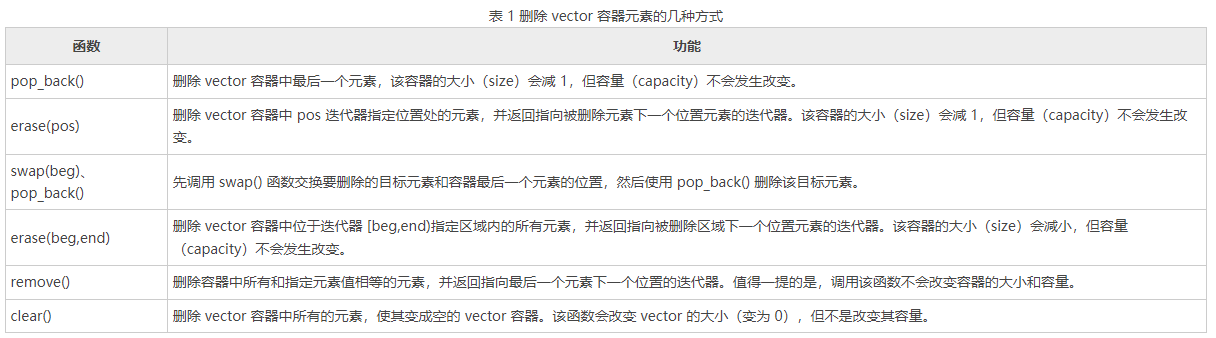 表 1 删除 vector 容器元素的几种方式
函数 功能
pop_back() 删除 vector 容器中最后一个元素，该容器的大小（size）会减 1，但容量（capacity）不会发生改变。
erase(pos) 删除 vector 容器中 pos 迭代器指定位置处的元素，并返回指向被删除元素下一个位置元素的迭代器。该容器的大小（size）会减 1，但容量（capacity）不会发生改
变。
swap(beg)、
pop_back() 先调用 swap() 函数交换要删除的目标元素和容器最后一个元素的位置，然后使用 pop_back() 删除该目标元素。
erase(beg,end) 删除 vector 容器中位于迭代器 [beg,end)指定区域内的所有元素，并返回指向被删除区域下一个位置元素的迭代器。该容器的大小（size）会减小，但容量
（capacity）不会发生改变。
remove() 删除容器中所有和指定元素值相等的元素，并返回指向最后一个元素下一个位置的迭代器。值得一提的是，调用该函数不会改变容器的大小和容量。
clear() 删除 vector 容器中所有的元素，使其变成空的 vector 容器。该函数会改变 vector 的大小（变为 0），但不是改变其容量。